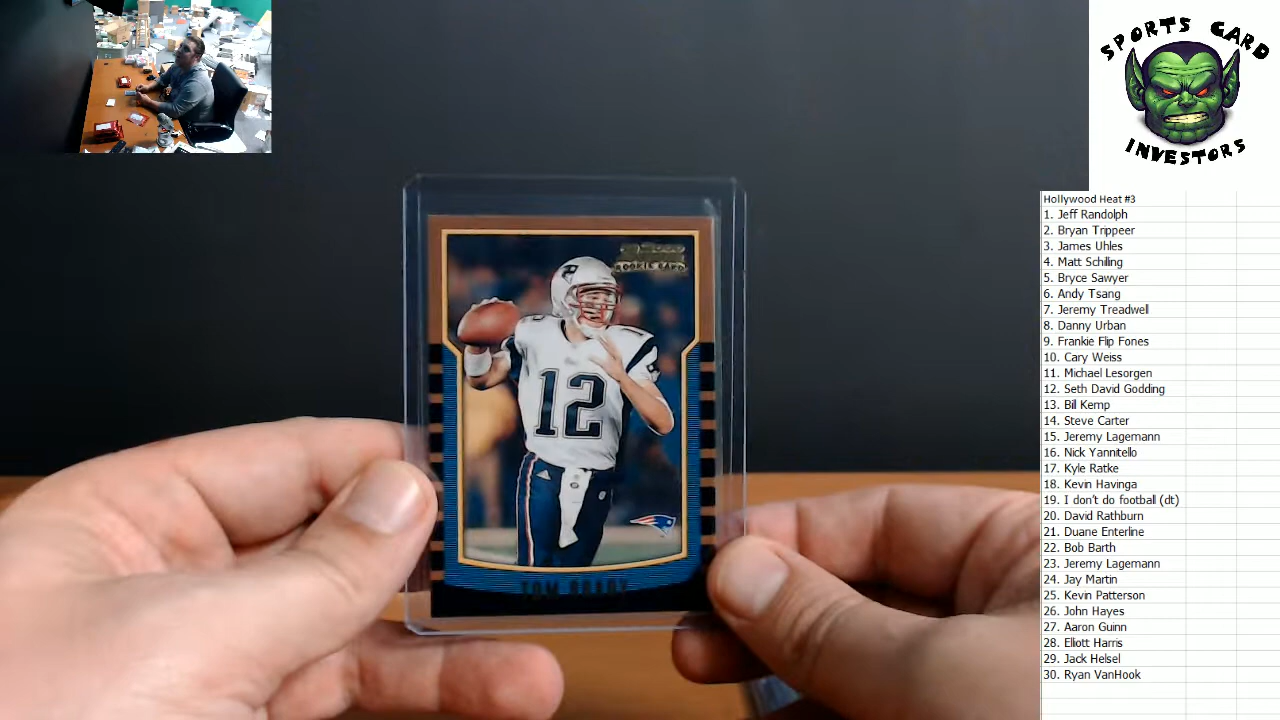 SPORTS CARD
INVESTORS
Hollywood Heat #3
1. Jeff Randolph
2. Bryan Trippeer
3. James Uhles
4. Matt Schiling
5. Bryce Sawyer
6. Andy Tsang
7. Jeremy Treadwell
8. Danny Urban
9. Frankie Flip Fones
10. Cary Weiss
11. Michael Lesorgen
12. Seth David Godding
13. Bil Kemp
14. Steve Carter
15. Jeremy Lagemann
16. Nick Yannitello
17. Kyle Ratke
18. Kevin Havinga
19. I don't do football (dt)
20. David Rathburn
21. Duane Enterline
22. Bob Barth
23. Jeremy Lagemann
24. Jay Martin
25. Kevin Patterson
26. John Hayes
27. Aaron Guinn
28. Eliott Harris
29. Jack Helsel
30. Ryan VanHook
ROOKIE CARD
12
TOM BRADY